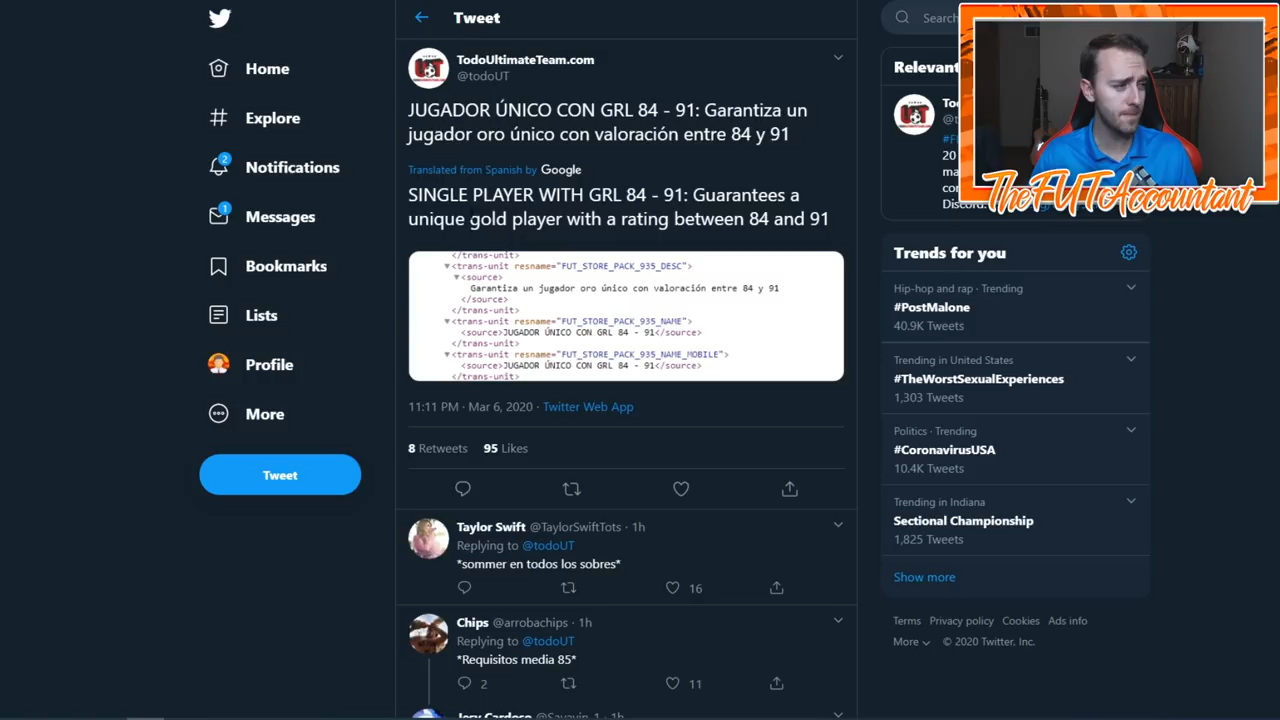 Home
Explore
2
Notifications
1
Messages
Bookmarks
Lists
Profile
More
Tweet
Tweet
TodoUltimateTeam.com
@todoUT
JUGADOR ÚNICO CON GRL 84 - 91: Garantiza un
jugador oro único con valoración entre 84 y 91
Translated from Spanish by Google
SINGLE PLAYER WITH GRL 84 - 91: Guarantees a
unique gold player with a rating between 84 and 91
</trans-unit>
▼<trans-unit resname="FUT_STORE_PACK_935_DESC">
▼<source>
Garantiza un jugador oro único con valoración entre 84 y 91
</source>
</trans-unit>
▼<trans-unit resname="FUT_STORE_PACK_935_NAME">
<source>JUGADOR ÚNICO CON GRL 84 - 91</source>
</trans-unit>
▼<trans-unit resname="FUT_STORE_PACK_935_NAME_MOBILE">
<source>JUGADOR ÚNICO CON GRL 84 - 91</source>
</trans-unit>
11:11 PM · Mar 6, 2020 · Twitter Web App
8 Retweets 95 Likes
Taylor Swift @TaylorSwiftTots · 1h
Replying to @todoUT
*sommer en todos los sobres*
16
Chips @arrobachips · 1h
Replying to @todoUT
*Requisitos media 85*
2 11
Search
Relevant
20
Discord.
TheFUTAccountant
Trends for you
Hip-hop and rap · Trending
#PostMalone
40.9K Tweets
Trending in United States
#TheWorstSexualExperiences
1,303 Tweets
Politics · Trending
#CoronavirusUSA
10.4K Tweets
Trending in Indiana
Sectional Championship
1,825 Tweets
Show more
Terms Privacy policy Cookies Ads info
More © 2020 Twitter, Inc.